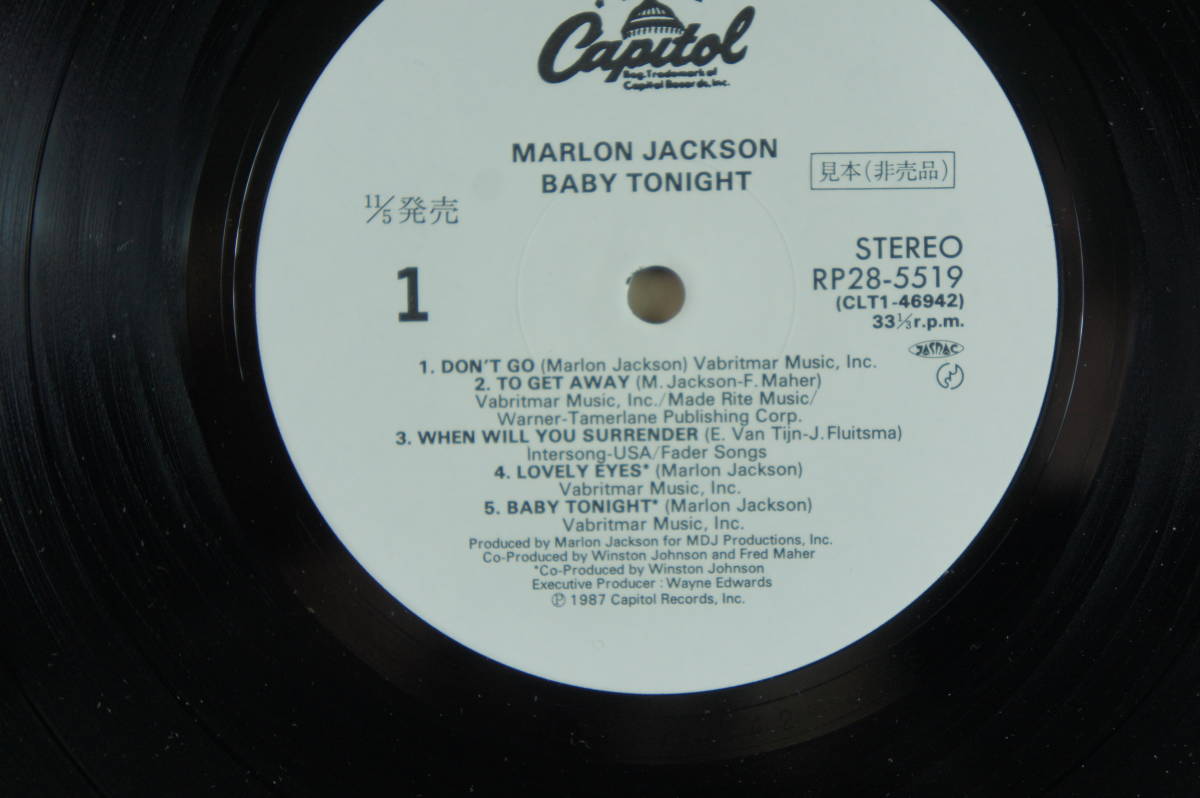 Capitol
Reg. Trademark of
Capitol Records, Inc.
MARLON JACKSON
BABY TONIGHT
見本(非売品)
11/5発売
STEREO
RP28-5519
(CLT1-46942)
33⅓r.p.m.
1
JASRAC
1. DON'T GO (Marlon Jackson) Vabritmar Music, Inc.
2. TO GET AWAY (M. Jackson-F. Maher)
Vabritmar Music, Inc./Made Rite Music/
Warner-Tamerlane Publishing Corp.
3. WHEN WILL YOU SURRENDER (E. Van Tijn-J. Fluitsma)
Intersong-USA/Fader Songs
4. LOVELY EYES* (Marlon Jackson)
Vabritmar Music, Inc.
5. BABY TONIGHT* (Marlon Jackson)
Vabritmar Music, Inc.
Produced by Marlon Jackson for MDJ Productions, Inc.
Co-Produced by Winston Johnson and Fred Maher
*Co-Produced by Winston Johnson
Executive Producer : Wayne Edwards
℗ 1987 Capitol Records, Inc.